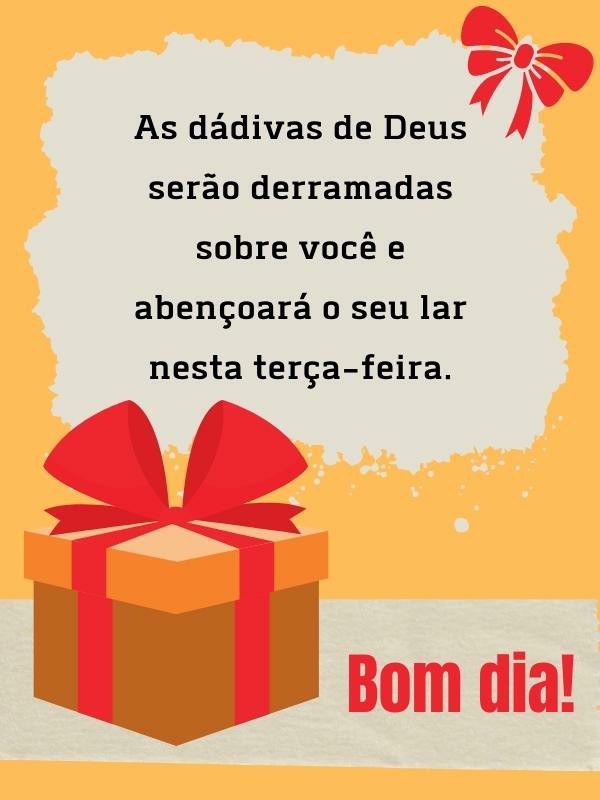 As dádivas de Deus
serão derramadas
sobre você e
abençoará o seu lar
nesta terça-feira.
Bom dia!